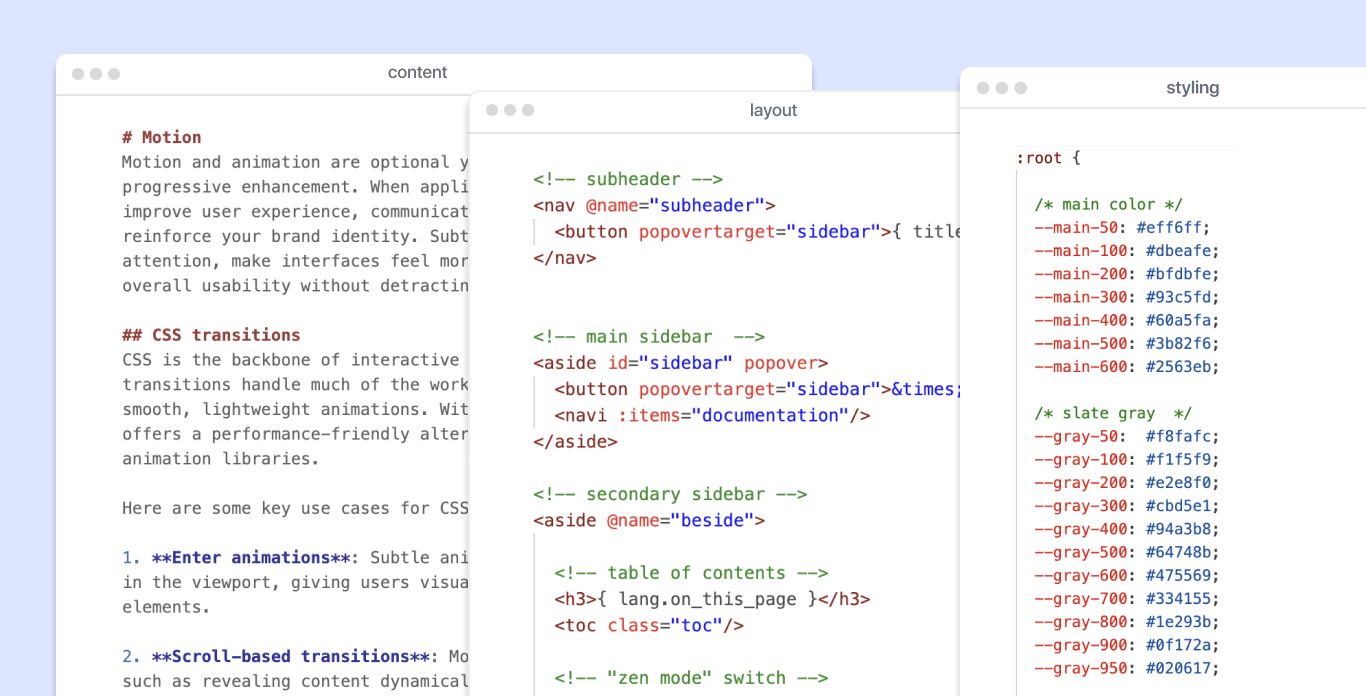 content
# Motion
Motion and animation are optional y
progressive enhancement. When appli
improve user experience, communicat
reinforce your brand identity. Subt
attention, make interfaces feel mor
overall usability without detractin
## CSS transitions
CSS is the backbone of interactive
transitions handle much of the work
smooth, lightweight animations. Wit
offers a performance-friendly alter
animation libraries.
Here are some key use cases for CSS
1. **Enter animations**: Subtle ani
in the viewport, giving users visua
elements.
2. **Scroll-based transitions**: Mo
such as revealing content dynamical
layout
<!-- subheader -->
<nav @name="subheader">
  <button popovertarget="sidebar">{ title
</nav>
<!-- main sidebar  -->
<aside id="sidebar" popover>
  <button popovertarget="sidebar">&times;
  <navi :items="documentation"/>
</aside>
<!-- secondary sidebar -->
<aside @name="beside">
  <!-- table of contents -->
  <h3>{ lang.on_this_page }</h3>
  <toc class="toc"/>
  <!-- "zen mode" switch -->
styling
:root {
  /* main color */
  --main-50: #eff6ff;
  --main-100: #dbeafe;
  --main-200: #bfdbfe;
  --main-300: #93c5fd;
  --main-400: #60a5fa;
  --main-500: #3b82f6;
  --main-600: #2563eb;
  /* slate gray  */
  --gray-50:  #f8fafc;
  --gray-100: #f1f5f9;
  --gray-200: #e2e8f0;
  --gray-300: #cbd5e1;
  --gray-400: #94a3b8;
  --gray-500: #64748b;
  --gray-600: #475569;
  --gray-700: #334155;
  --gray-800: #1e293b;
  --gray-900: #0f172a;
  --gray-950: #020617;